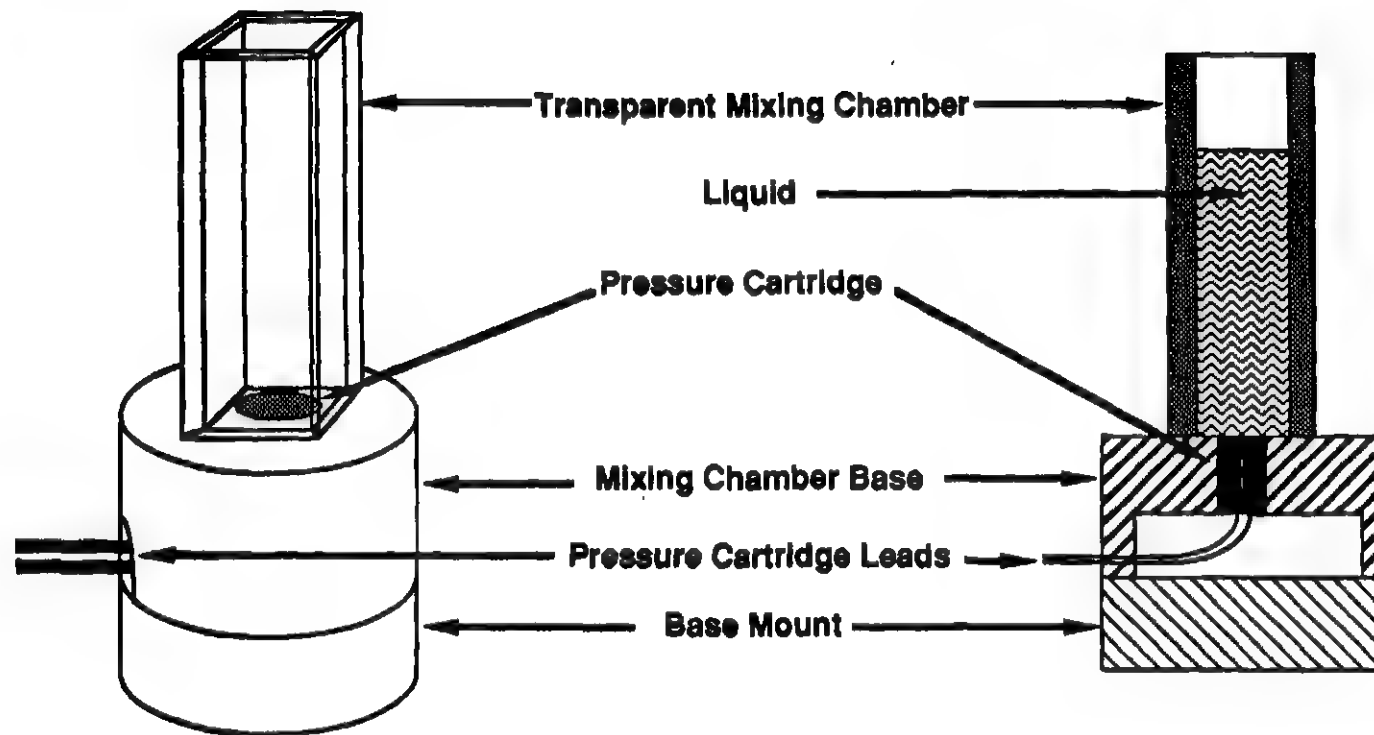 Transparent Mixing Chamber
Liquid
Pressure Cartridge
Mixing Chamber Base
Pressure Cartridge Leads
Base Mount